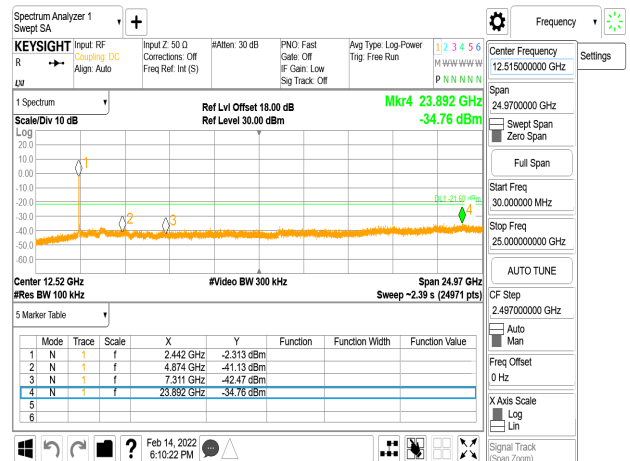 Spectrum Analyzer 1
Swept SA
Frequency
KEYSIGHT
R
Input: RF
Coupling: DC
Align: Auto
Input Z: 50 Ω
Corrections: Off
Freq Ref: Int (S)
#Atten: 30 dB
PNO: Fast
Gate: Off
IF Gain: Low
Sig Track: Off
Avg Type: Log-Power
Trig: Free Run
1 2 3 4 5 6
M W W W W W
P N N N N N
LXI
Center Frequency
12.515000000 GHz
Settings
Span
24.9700000 GHz
Swept Span
Zero Span
Full Span
Start Freq
30.000000 MHz
Stop Freq
25.000000000 GHz
AUTO TUNE
CF Step
2.497000000 GHz
Auto
Man
Freq Offset
0 Hz
X Axis Scale
Log
Lin
Signal Track
(Span Zoom)
1 Spectrum
Scale/Div 10 dB
Ref Lvl Offset 18.00 dB
Ref Level 30.00 dBm
Mkr4 23.892 GHz
-34.76 dBm
Log
20.0
10.0
0.00
-10.0
-20.0
-30.0
-40.0
-50.0
-60.0
1
2
3
4
DL1 -21.60 dBm
Center 12.52 GHz
#Res BW 100 kHz
#Video BW 300 kHz
Span 24.97 GHz
Sweep ~2.39 s (24971 pts)
5 Marker Table
Mode Trace Scale X Y Function Function Width Function Value
1 N 1 f 2.442 GHz -2.313 dBm
2 N 1 f 4.874 GHz -41.13 dBm
3 N 1 f 7.311 GHz -42.47 dBm
4 N 1 f 23.892 GHz -34.76 dBm
5
6
?
Feb 14, 2022
6:10:22 PM